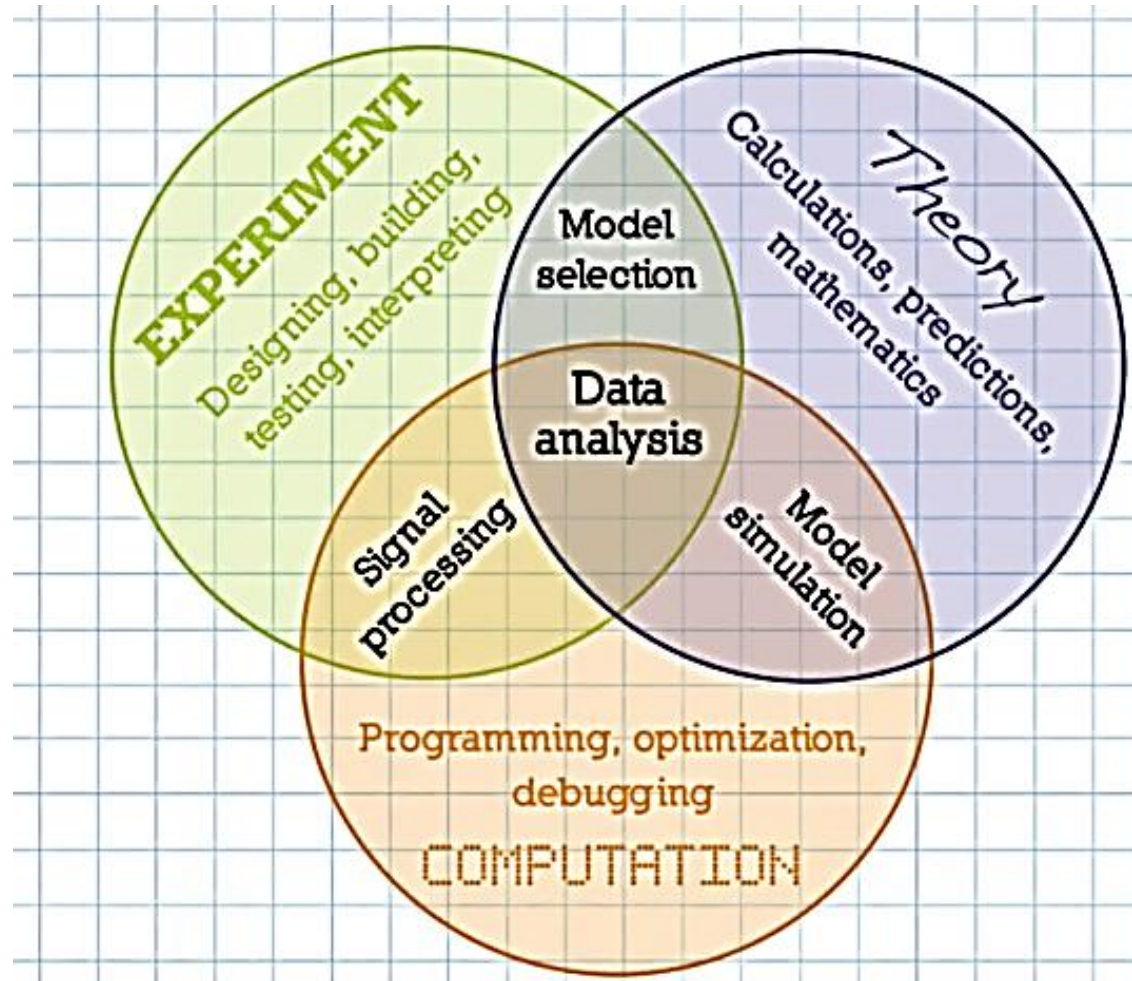 EXPERIMENT
Designing, building,
testing, interpreting
Theory
Calculations, predictions,
mathematics
Model
selection
Data
analysis
Signal
processing
Model
simulation
Programming, optimization,
debugging
COMPUTATION